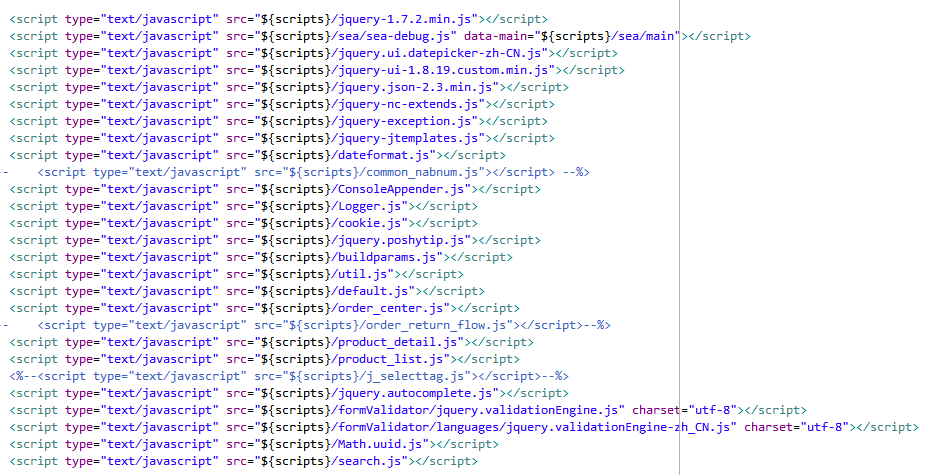 <script type="text/javascript" src="${scripts}/jquery-1.7.2.min.js"></script>
<script type="text/javascript" src="${scripts}/sea/sea-debug.js" data-main="${scripts}/sea/main"></script>
<script type="text/javascript" src="${scripts}/jquery.ui.datepicker-zh-CN.js"></script>
<script type="text/javascript" src="${scripts}/jquery-ui-1.8.19.custom.min.js"></script>
<script type="text/javascript" src="${scripts}/jquery.json-2.3.min.js"></script>
<script type="text/javascript" src="${scripts}/jquery-nc-extends.js"></script>
<script type="text/javascript" src="${scripts}/jquery-exception.js"></script>
<script type="text/javascript" src="${scripts}/jquery-jtemplates.js"></script>
<script type="text/javascript" src="${scripts}/dateformat.js"></script>
-- <script type="text/javascript" src="${scripts}/common_nabnum.js"></script> --%>
<script type="text/javascript" src="${scripts}/ConsoleAppender.js"></script>
<script type="text/javascript" src="${scripts}/Logger.js"></script>
<script type="text/javascript" src="${scripts}/cookie.js"></script>
<script type="text/javascript" src="${scripts}/jquery.poshytip.js"></script>
<script type="text/javascript" src="${scripts}/buildparams.js"></script>
<script type="text/javascript" src="${scripts}/util.js"></script>
<script type="text/javascript" src="${scripts}/default.js"></script>
<script type="text/javascript" src="${scripts}/order_center.js"></script>
-- <script type="text/javascript" src="${scripts}/order_return_flow.js"></script>--%>
<script type="text/javascript" src="${scripts}/product_detail.js"></script>
<script type="text/javascript" src="${scripts}/product_list.js"></script>
<%--<script type="text/javascript" src="${scripts}/j_selecttag.js"></script>--%>
<script type="text/javascript" src="${scripts}/jquery.autocomplete.js"></script>
<script type="text/javascript" src="${scripts}/formValidator/jquery.validationEngine.js" charset="utf-8"></script>
<script type="text/javascript" src="${scripts}/formValidator/languages/jquery.validationEngine-zh_CN.js" charset="utf-8"></script>
<script type="text/javascript" src="${scripts}/Math.uuid.js"></script>
<script type="text/javascript" src="${scripts}/search.js"></script>